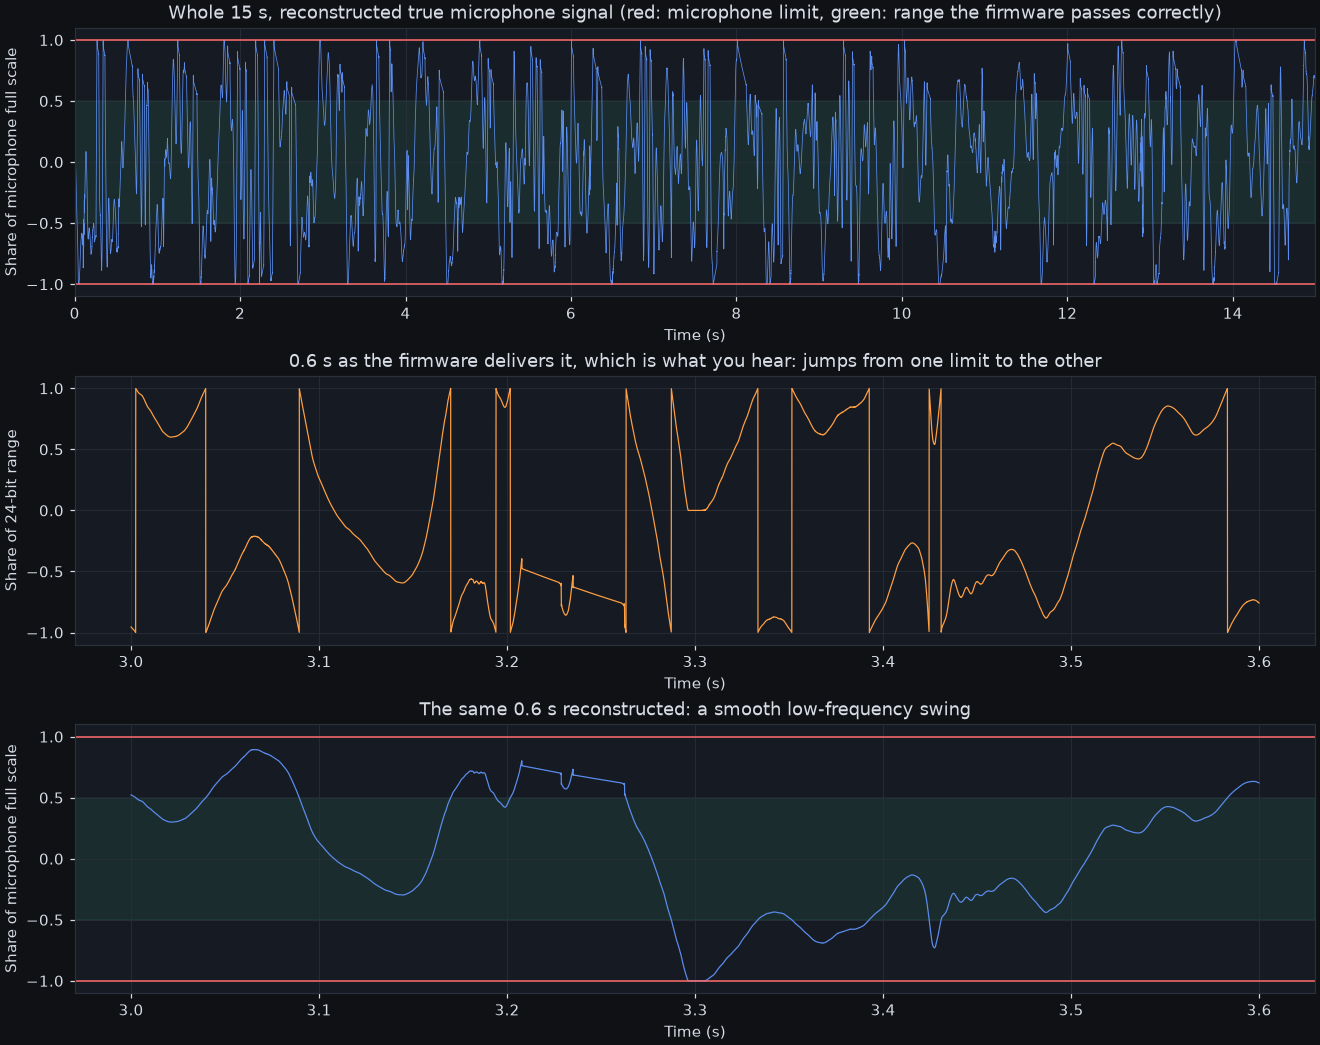 Whole 15 s, reconstructed true microphone signal (red: microphone limit, green: range the firmware passes correctly)
Share of microphone full scale
1.0
0.5
0.0
−0.5
−1.0
0 2 4 6 8 10 12 14
Time (s)
0.6 s as the firmware delivers it, which is what you hear: jumps from one limit to the other
Share of 24-bit range
1.0
0.5
0.0
−0.5
−1.0
3.0 3.1 3.2 3.3 3.4 3.5 3.6
Time (s)
The same 0.6 s reconstructed: a smooth low-frequency swing
Share of microphone full scale
1.0
0.5
0.0
−0.5
−1.0
3.0 3.1 3.2 3.3 3.4 3.5 3.6
Time (s)